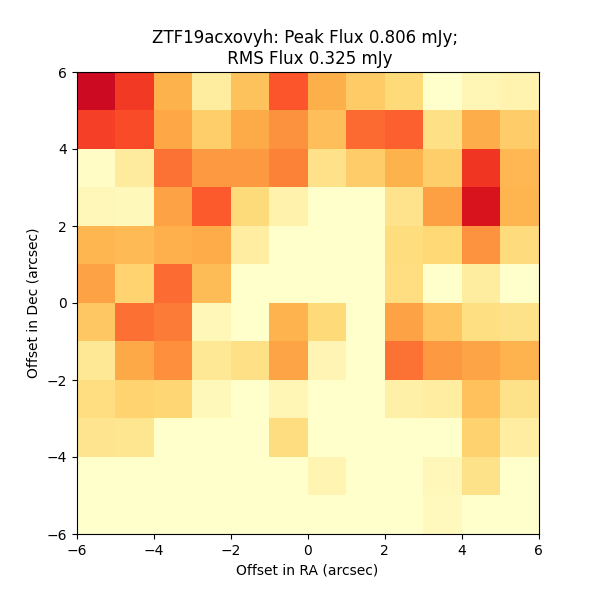 ZTF19acxovyh: Peak Flux 0.806 mJy;
RMS Flux 0.325 mJy
6
4
2
0
−2
−4
−6
Offset in Dec (arcsec)
−6 −4 −2 0 2 4 6
Offset in RA (arcsec)